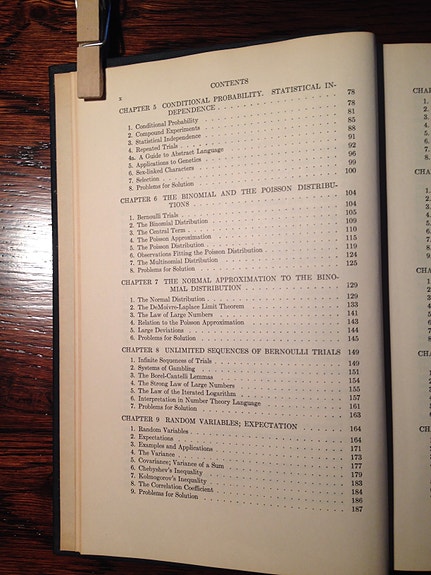 x
CONTENTS
CHAPTER 5 CONDITIONAL PROBABILITY. STATISTICAL IN-
DEPENDENCE . . . . . 78
1. Conditional Probability . . . . . 78
2. Compound Experiments . . . . . 81
3. Statistical Independence . . . . . 85
4. Repeated Trials . . . . . 88
4a. A Guide to Abstract Language . . . . . 91
5. Applications to Genetics . . . . . 92
6. Sex-linked Characters . . . . . 96
7. Selection . . . . . 99
8. Problems for Solution . . . . . 100
CHAPTER 6 THE BINOMIAL AND THE POISSON DISTRIBU-
TIONS . . . . . 104
1. Bernoulli Trials . . . . . 104
2. The Binomial Distribution . . . . . 105
3. The Central Term . . . . . 109
4. The Poisson Approximation . . . . . 110
5. The Poisson Distribution . . . . . 115
6. Observations Fitting the Poisson Distribution . . . . . 119
7. The Multinomial Distribution . . . . . 124
8. Problems for Solution . . . . . 125
CHAPTER 7 THE NORMAL APPROXIMATION TO THE BINO-
MIAL DISTRIBUTION . . . . . 129
1. The Normal Distribution . . . . . 129
2. The DeMoivre-Laplace Limit Theorem . . . . . 133
3. The Law of Large Numbers . . . . . 141
4. Relation to the Poisson Approximation . . . . . 143
5. Large Deviations . . . . . 144
6. Problems for Solution . . . . . 145
CHAPTER 8 UNLIMITED SEQUENCES OF BERNOULLI TRIALS 149
1. Infinite Sequences of Trials . . . . . 149
2. Systems of Gambling . . . . . 151
3. The Borel-Cantelli Lemmas . . . . . 154
4. The Strong Law of Large Numbers . . . . . 155
5. The Law of the Iterated Logarithm . . . . . 157
6. Interpretation in Number Theory Language . . . . . 161
7. Problems for Solution . . . . . 163
CHAPTER 9 RANDOM VARIABLES; EXPECTATION . . . . . 164
1. Random Variables . . . . . 164
2. Expectations . . . . . 171
3. Examples and Applications . . . . . 173
4. The Variance . . . . . 177
5. Covariance; Variance of a Sum . . . . . 179
6. Chebyshev's Inequality . . . . . 183
7. Kolmogorov's Inequality . . . . . 184
8. The Correlation Coefficient . . . . . 186
9. Problems for Solution . . . . . 187